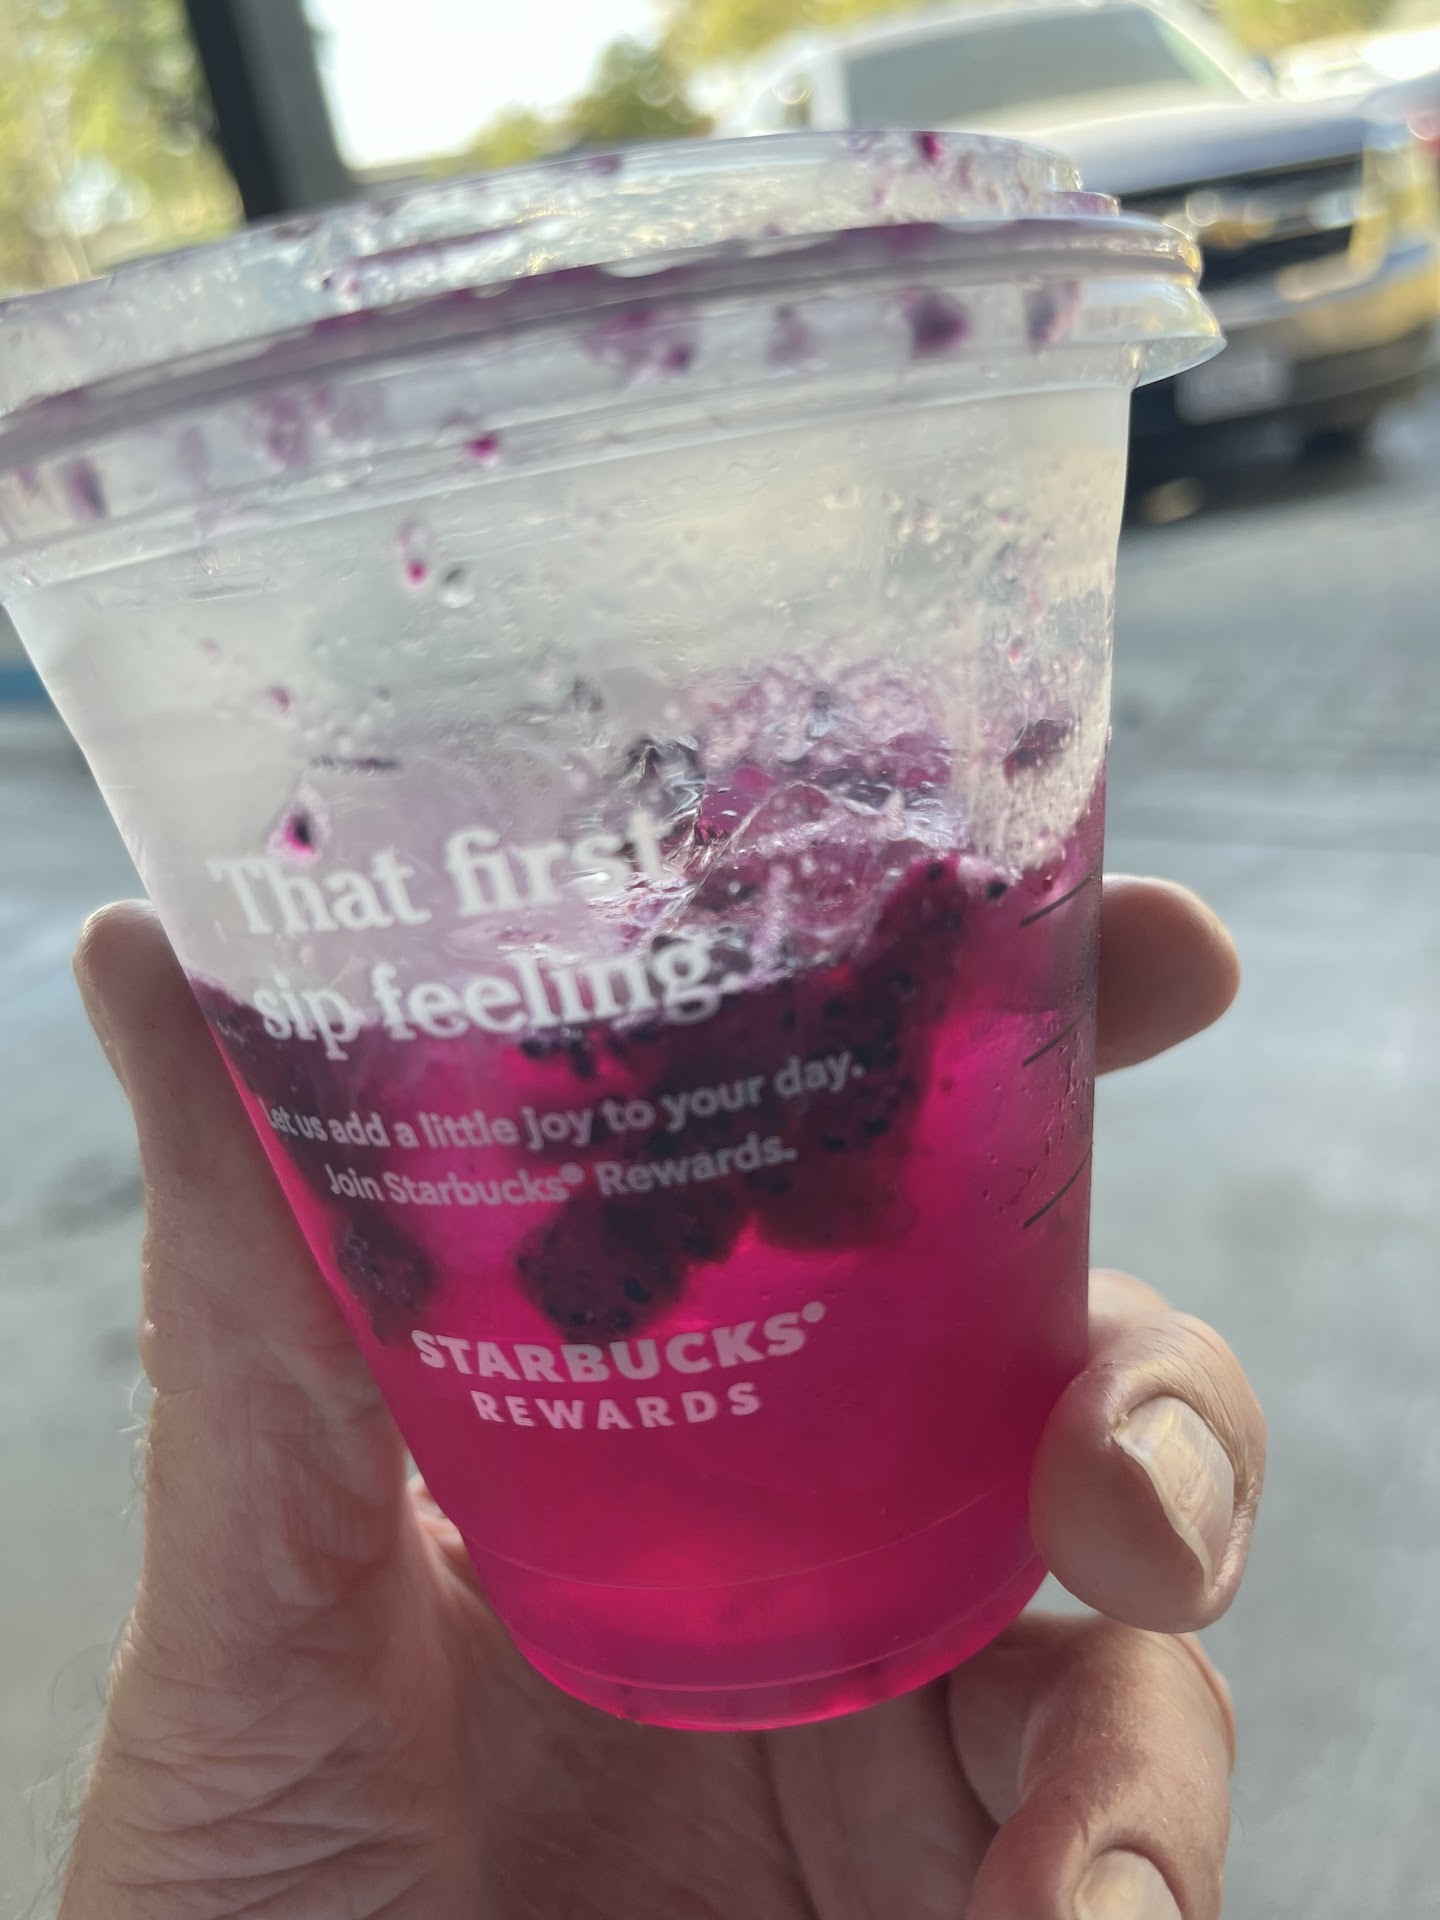 That first
sip feeling.
Let us add a little joy to your day.
Join Starbucks® Rewards.
STARBUCKS®
REWARDS